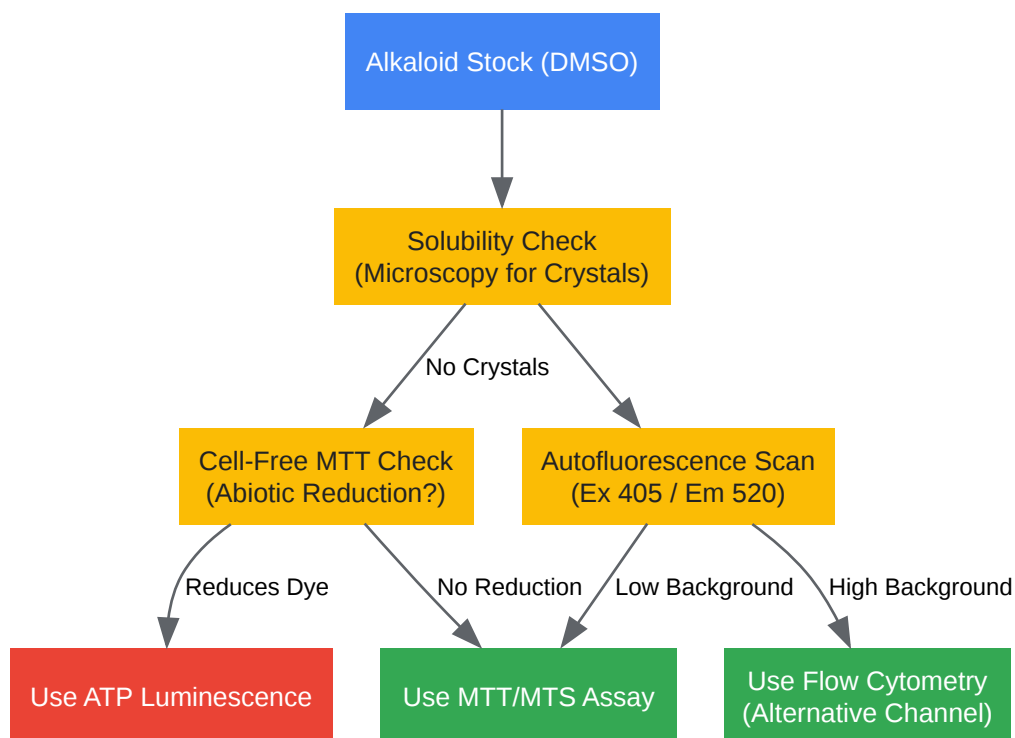 Alkaloid Stock (DMSO)
Solubility Check
(Microscopy for Crystals)
No Crystals
Cell-Free MTT Check
(Abiotic Reduction?)
Autofluorescence Scan
(Ex 405 / Em 520)
Reduces Dye
No Reduction
Low Background
High Background
Use ATP Luminescence
Use MTT/MTS Assay
Use Flow Cytometry
(Alternative Channel)